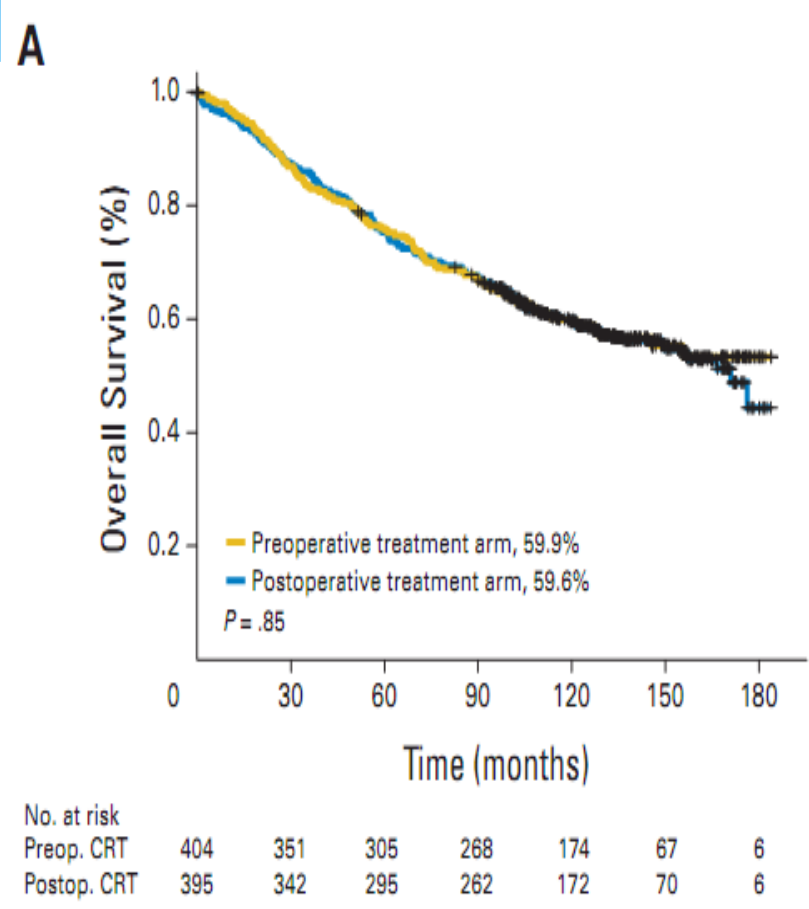 A
Overall Survival (%)
1.0
0.8
0.6
0.4
0.2
Preoperative treatment arm, 59.9%
Postoperative treatment arm, 59.6%
P = .85
0 30 60 90 120 150 180
Time (months)
No. at risk
Preop. CRT 404 351 305 268 174 67 6
Postop. CRT 395 342 295 262 172 70 6